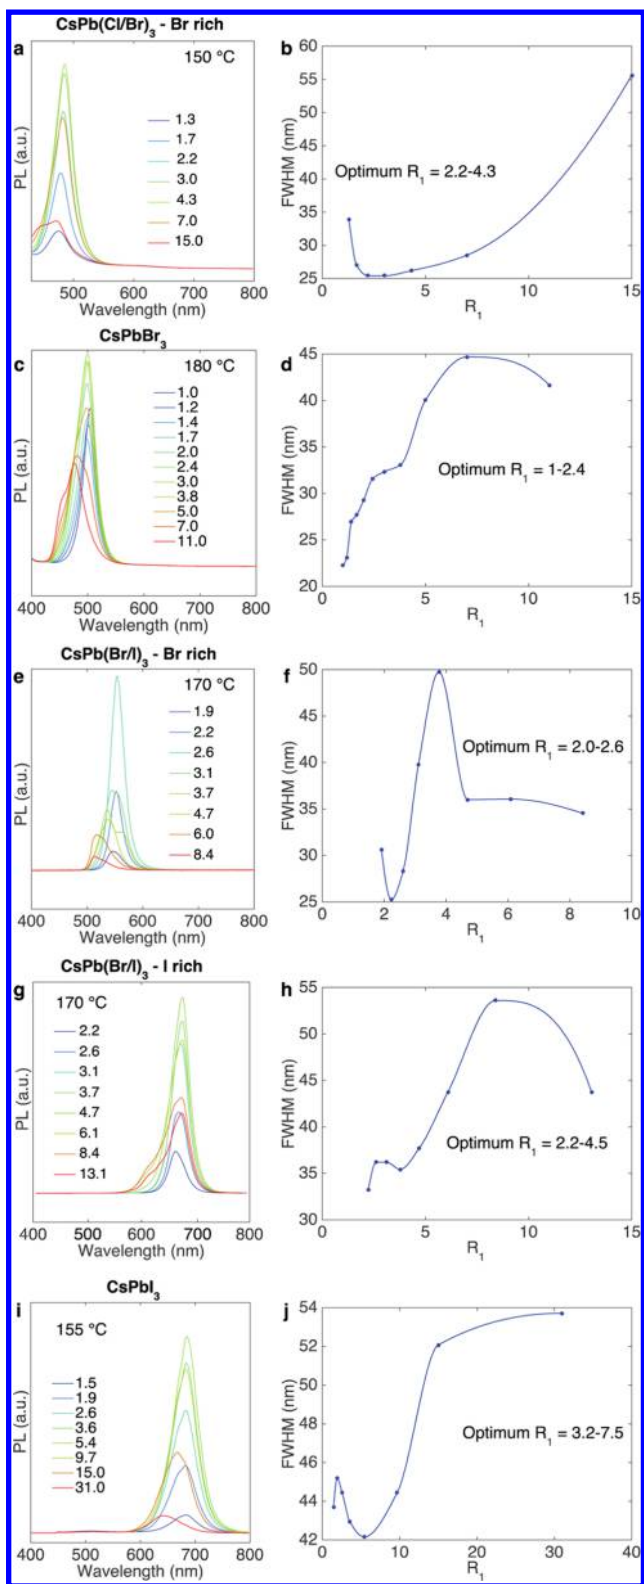 CsPb(Cl/Br)3 - Br rich
a
150 °C
PL (a.u.)
1.3
1.7
2.2
3.0
4.3
7.0
15.0
500 600 700 800
Wavelength (nm)
b
FWHM (nm)
60
55
50
45
40
35
30
25
Optimum R1 = 2.2-4.3
0 5 10 15
R1
CsPbBr3
c
180 °C
PL (a.u.)
1.0
1.2
1.4
1.7
2.0
2.4
3.0
3.8
5.0
7.0
11.0
400 500 600 700 800
Wavelength (nm)
d
FWHM (nm)
45
40
35
30
25
20
Optimum R1 = 1-2.4
0 5 10 15
R1
CsPb(Br/I)3 - Br rich
e
170 °C
PL (a.u.)
1.9
2.2
2.6
3.1
3.7
4.7
6.0
8.4
400 500 600 700 800
Wavelength (nm)
f
FWHM (nm)
50
45
40
35
30
25
Optimum R1 = 2.0-2.6
0 2 4 6 8 10
R1
CsPb(Br/I)3 - I rich
g
170 °C
PL (a.u.)
2.2
2.6
3.1
3.7
4.7
6.1
8.4
13.1
400 500 600 700 800
Wavelength (nm)
h
FWHM (nm)
55
50
45
40
35
30
Optimum R1 = 2.2-4.5
0 5 10 15
R1
CsPbI3
i
155 °C
PL (a.u.)
1.5
1.9
2.6
3.6
5.4
9.7
15.0
31.0
400 500 600 700 800
Wavelength (nm)
j
FWHM (nm)
54
52
50
48
46
44
42
Optimum R1 = 3.2-7.5
0 10 20 30 40
R1